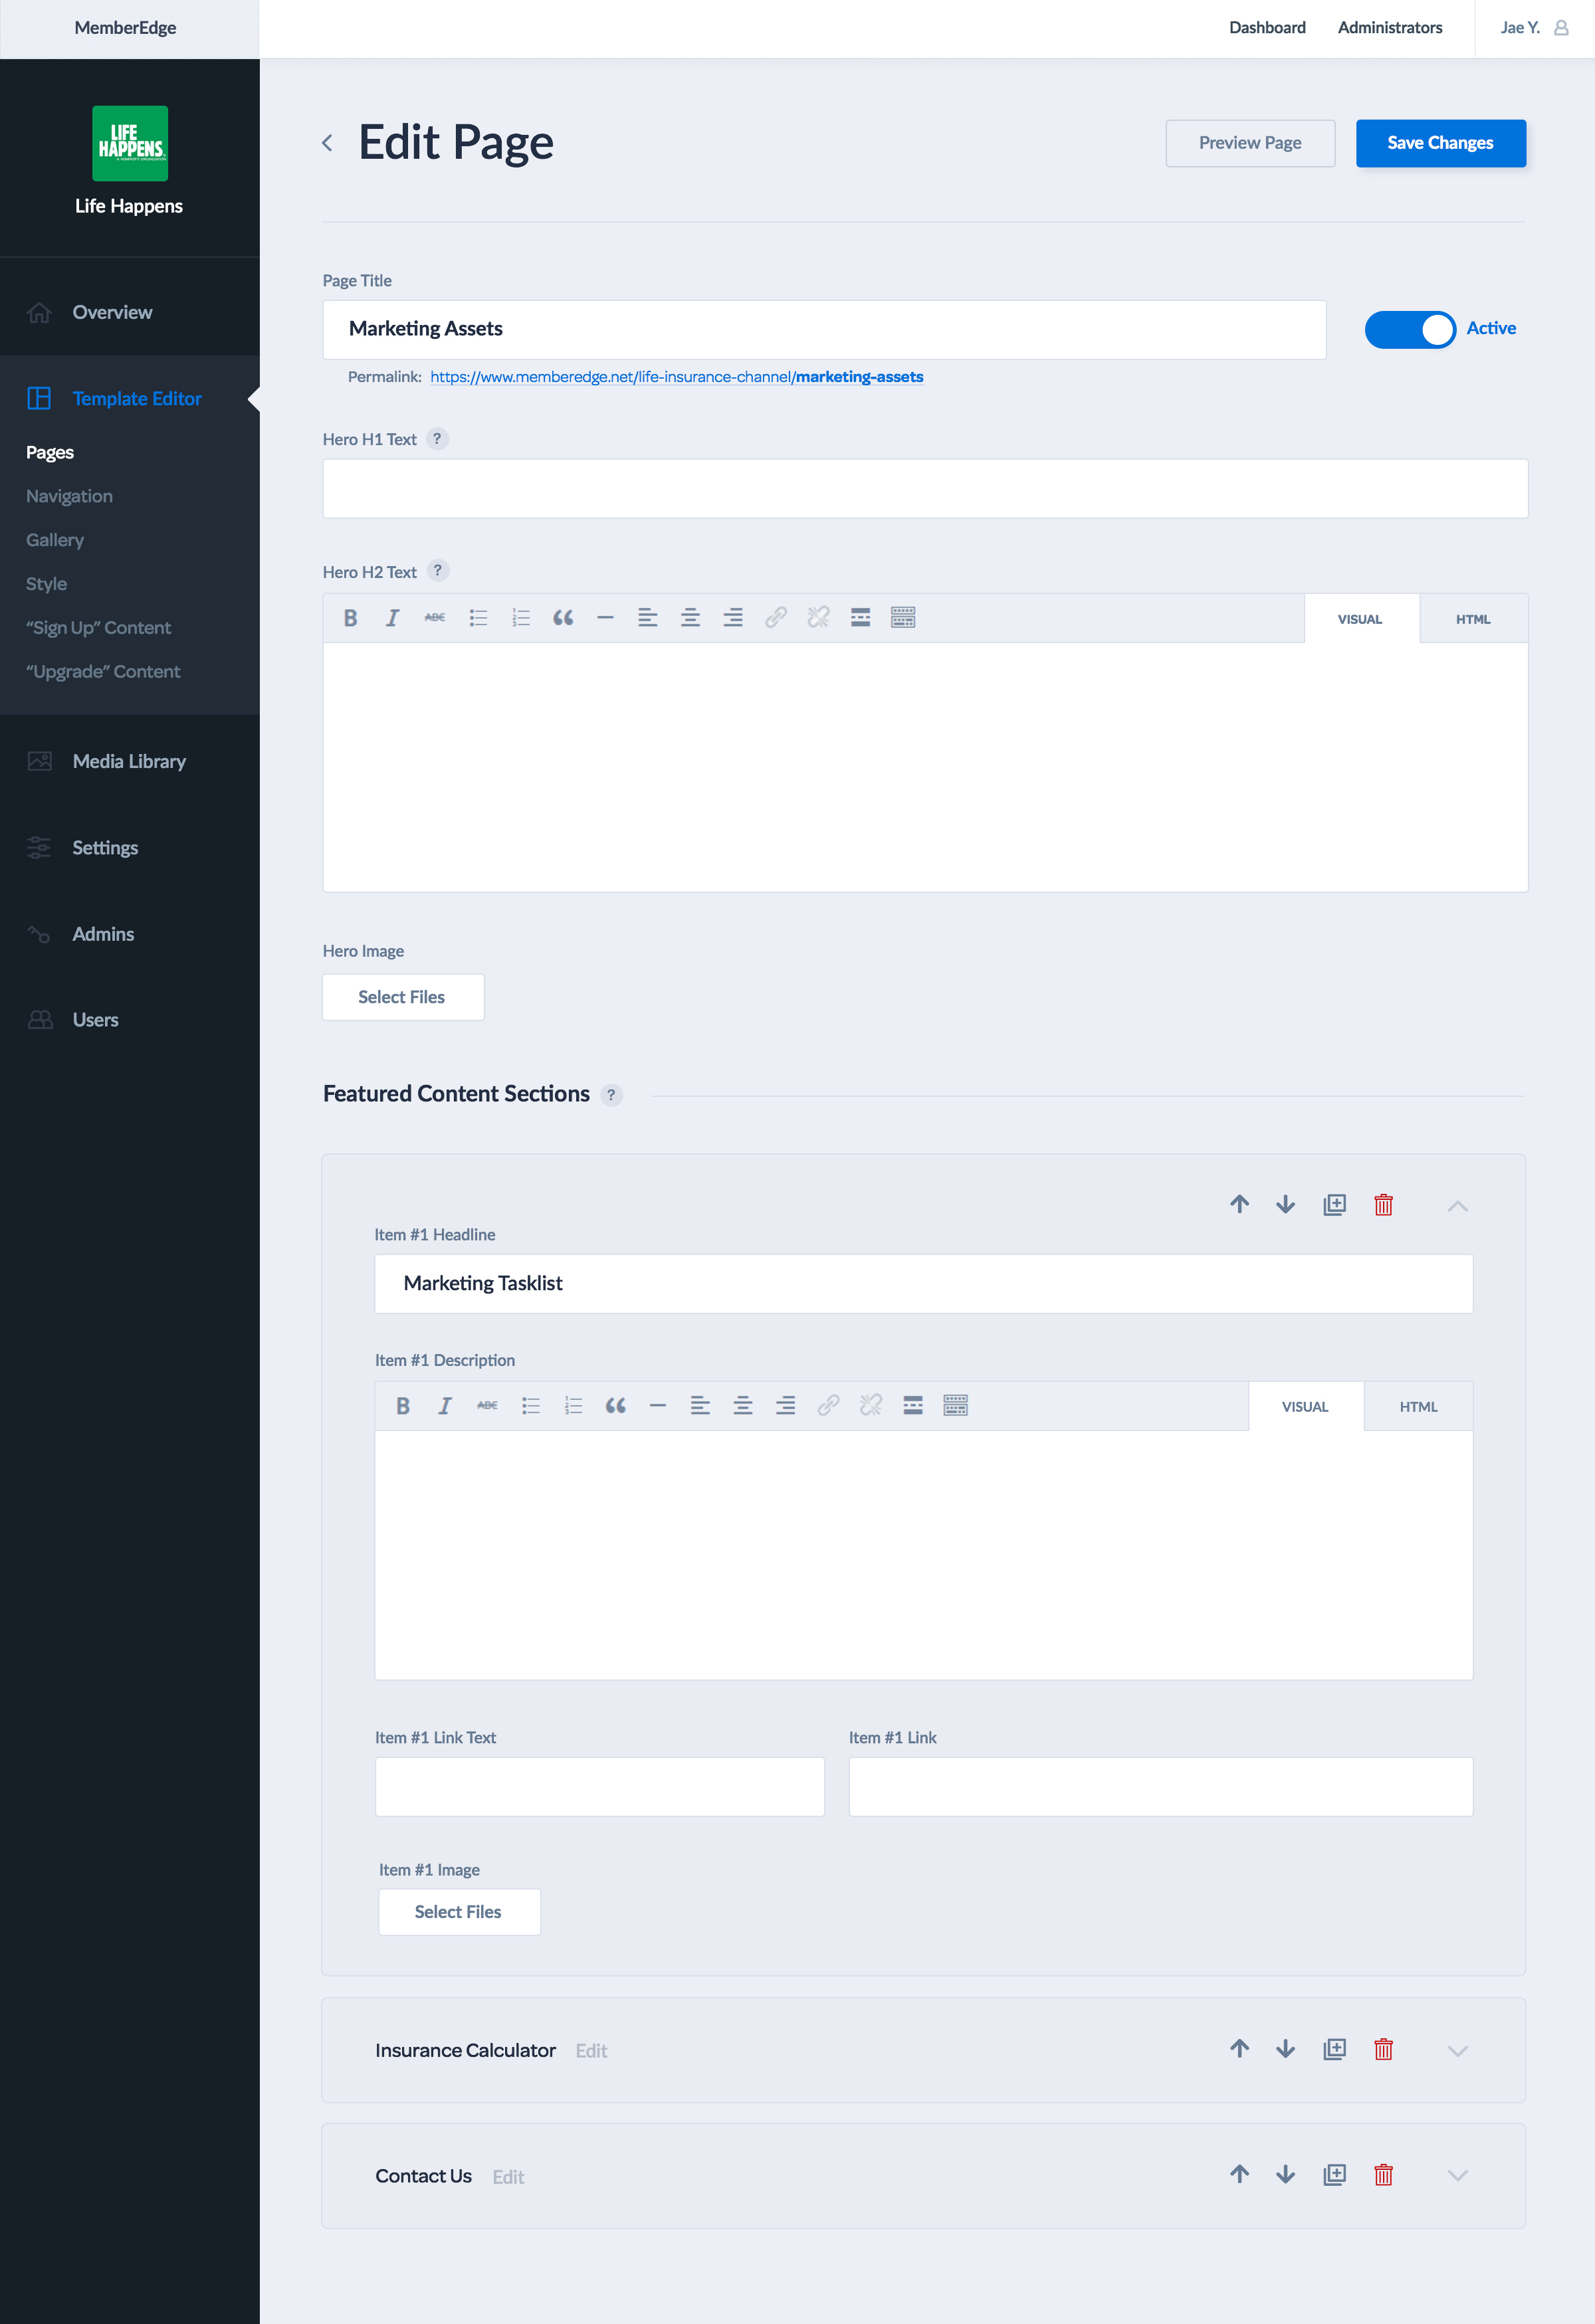 MemberEdge
Dashboard
Administrators
Jae Y.
LIFE
HAPPENS.
A NONPROFIT ORGANIZATION
Life Happens
Overview
Template Editor
Pages
Navigation
Gallery
Style
“Sign Up” Content
“Upgrade” Content
Media Library
Settings
Admins
Users
Edit Page
Preview Page
Save Changes
Page Title
Marketing Assets
Active
Permalink: https://www.memberedge.net/life-insurance-channel/marketing-assets
Hero H1 Text ?
Hero H2 Text ?
B I ABC
VISUAL
HTML
Hero Image
Select Files
Featured Content Sections ?
Item #1 Headline
Marketing Tasklist
Item #1 Description
B I ABC
VISUAL
HTML
Item #1 Link Text
Item #1 Link
Item #1 Image
Select Files
Insurance Calculator Edit
Contact Us Edit